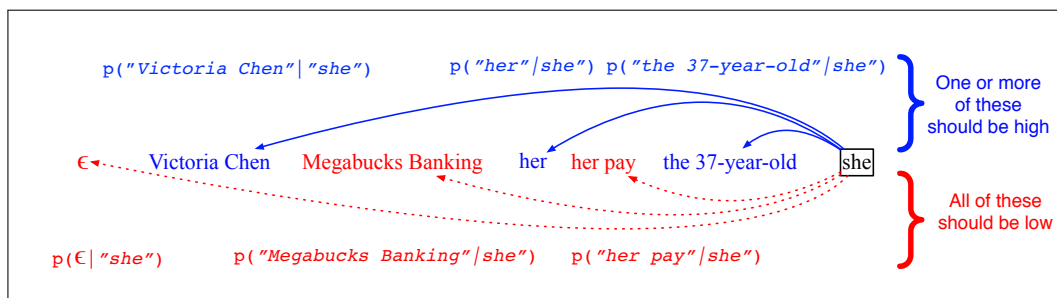 p("Victoria Chen"|"she") p("her"|she") p("the 37-year-old"|she")
One or more
of these
should be high
ϵ Victoria Chen Megabucks Banking her her pay the 37-year-old she
All of these
should be low
p(ϵ|"she") p("Megabucks Banking"|she") p("her pay"|she")